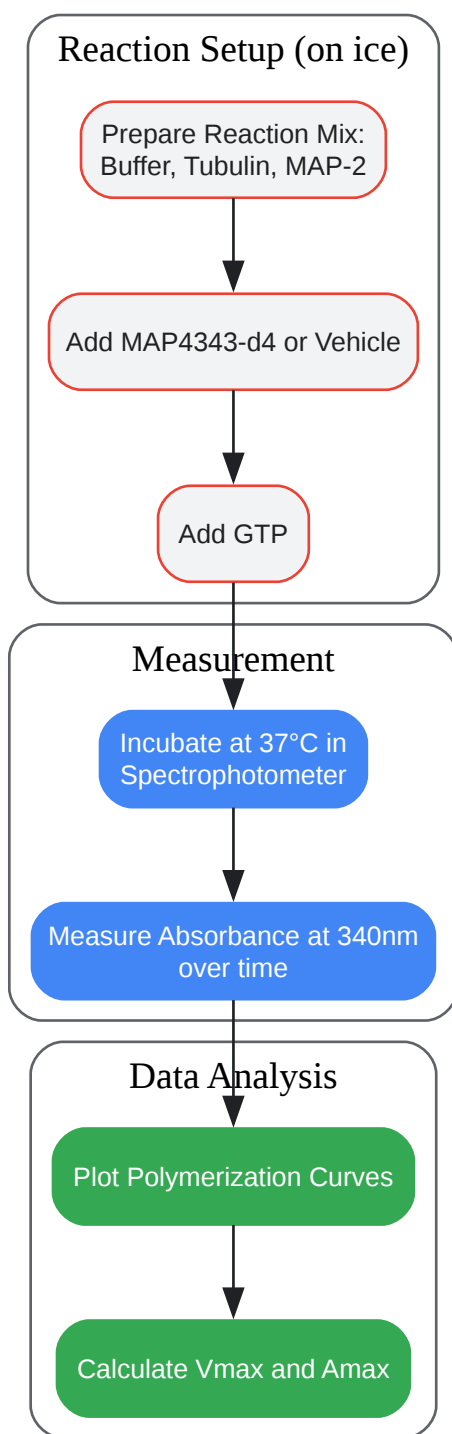 Reaction Setup (on ice)
Prepare Reaction Mix:
Buffer, Tubulin, MAP-2
Add MAP4343-d4 or Vehicle
Add GTP
Measurement
Incubate at 37°C in
Spectrophotometer
Measure Absorbance at 340nm
over time
Data Analysis
Plot Polymerization Curves
Calculate Vmax and Amax